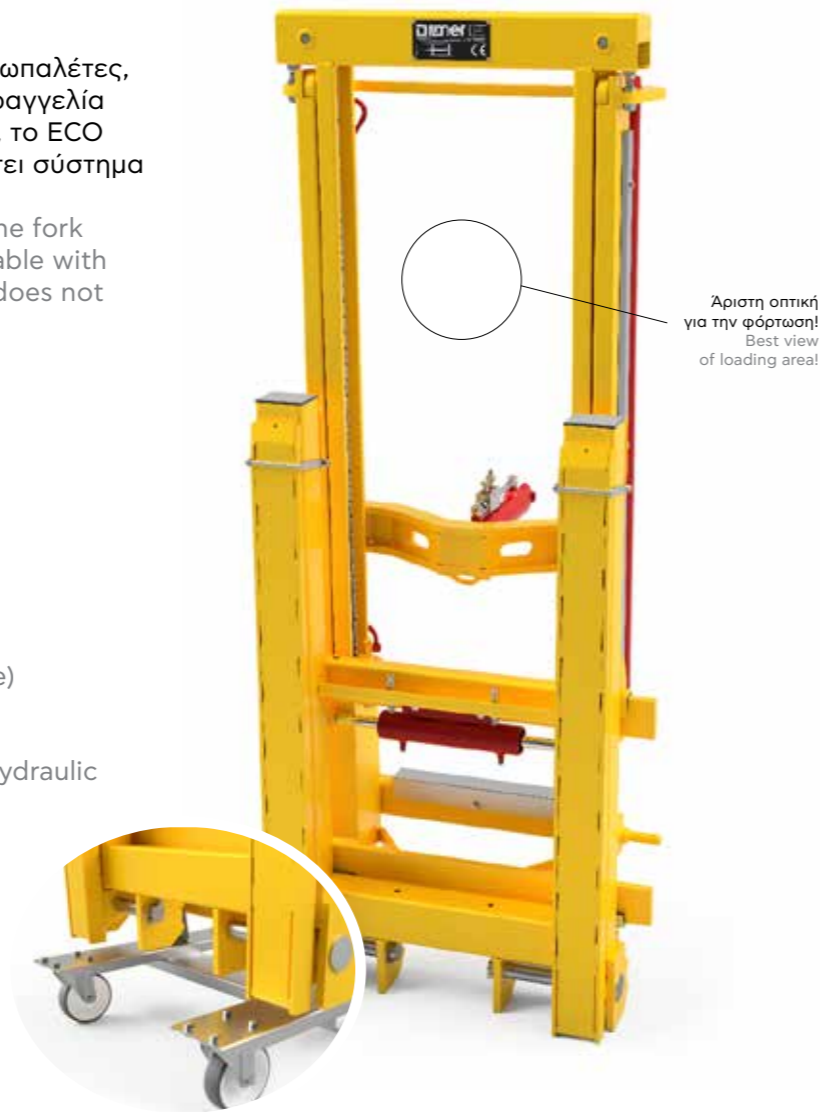 ωπαλέτες,
ραγγελία
το ECO
τει σύστημα
he fork
able with
does not
Άριστη οπτική
για την φόρτωση!
Best view
of loading area!
e)
ydraulic
CE